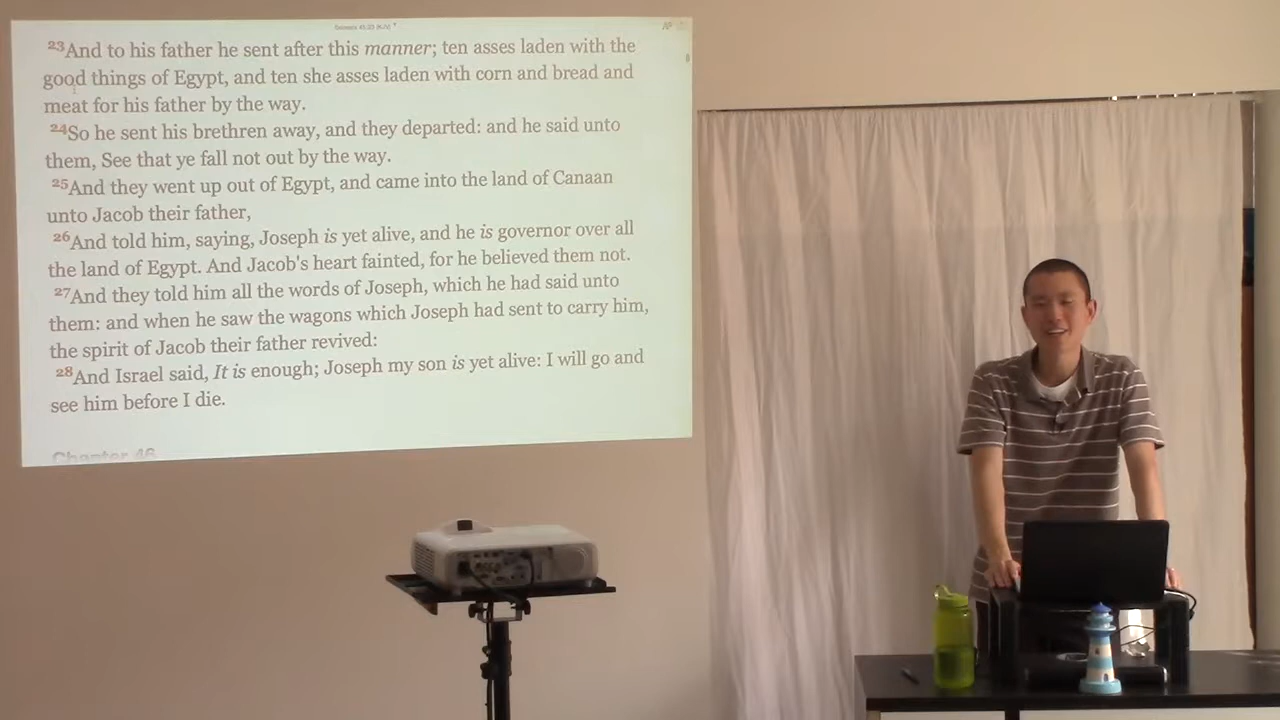 Genesis 45:23 (KJV)
23And to his father he sent after this manner; ten asses laden with the
good things of Egypt, and ten she asses laden with corn and bread and
meat for his father by the way.
24So he sent his brethren away, and they departed: and he said unto
them, See that ye fall not out by the way.
25And they went up out of Egypt, and came into the land of Canaan
unto Jacob their father,
26And told him, saying, Joseph is yet alive, and he is governor over all
the land of Egypt. And Jacob's heart fainted, for he believed them not.
27And they told him all the words of Joseph, which he had said unto
them: and when he saw the wagons which Joseph had sent to carry him,
the spirit of Jacob their father revived:
28And Israel said, It is enough; Joseph my son is yet alive: I will go and
see him before I die.
Chapter 46